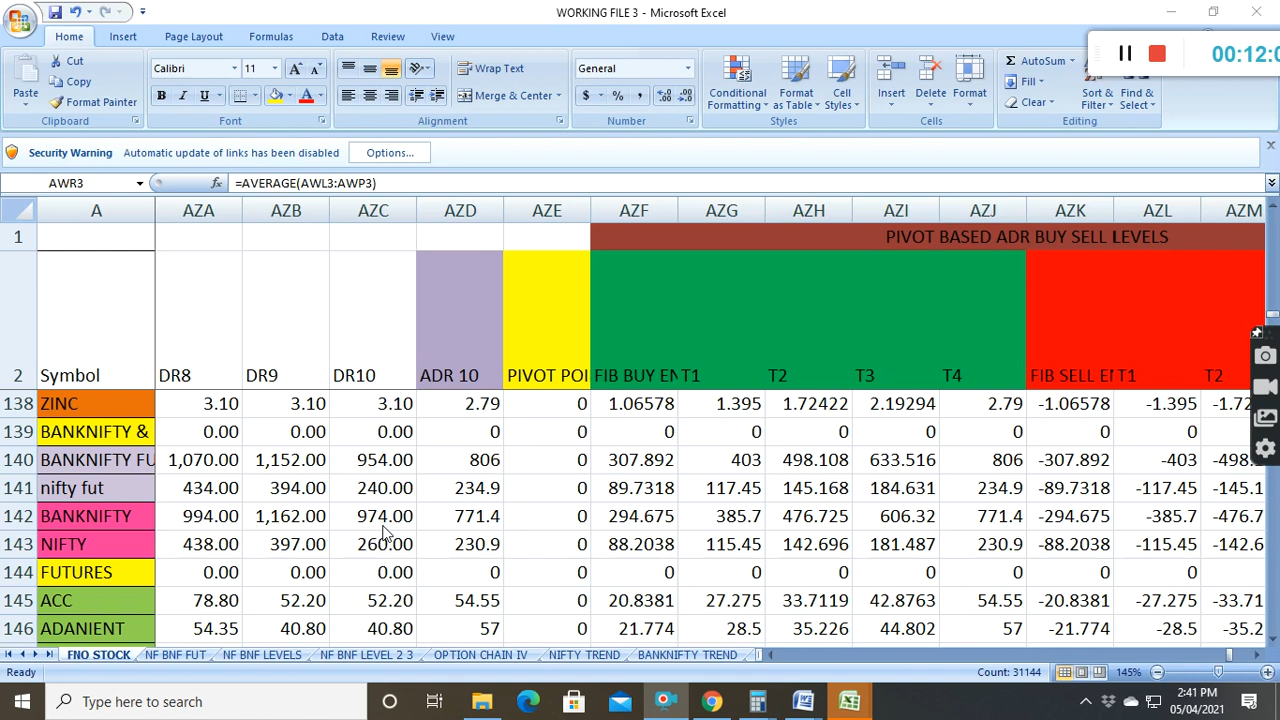 WORKING FILE 3 - Microsoft Excel
Home Insert Page Layout Formulas Data Review View
00:12:0
Paste
Cut
Copy
Format Painter
Clipboard
Calibri 11
B I U
Font
Wrap Text
Merge & Center
Alignment
General
$ % ,
Number
Conditional Formatting
Format as Table
Cell Styles
Styles
Insert Delete Format
Cells
AutoSum
Fill
Clear
Sort & Filter
Find & Select
Editing
Security Warning Automatic update of links has been disabled Options...
AWR3 fx =AVERAGE(AWL3:AWP3)
A AZA AZB AZC AZD AZE AZF AZG AZH AZI AZJ AZK AZL AZM
1 PIVOT BASED ADR BUY SELL LEVELS
2 Symbol DR8 DR9 DR10 ADR 10 PIVOT POI FIB BUY EN T1 T2 T3 T4 FIB SELL EN T1 T2
138 ZINC 3.10 3.10 3.10 2.79 0 1.06578 1.395 1.72422 2.19294 2.79 -1.06578 -1.395 -1.72
139 BANKNIFTY & 0.00 0.00 0.00 0 0 0 0 0 0 0 0 0
140 BANKNIFTY FU 1,070.00 1,152.00 954.00 806 0 307.892 403 498.108 633.516 806 -307.892 -403 -498.
141 nifty fut 434.00 394.00 240.00 234.9 0 89.7318 117.45 145.168 184.631 234.9 -89.7318 -117.45 -145.1
142 BANKNIFTY 994.00 1,162.00 974.00 771.4 0 294.675 385.7 476.725 606.32 771.4 -294.675 -385.7 -476.7
143 NIFTY 438.00 397.00 260.00 230.9 0 88.2038 115.45 142.696 181.487 230.9 -88.2038 -115.45 -142.6
144 FUTURES 0.00 0.00 0.00 0 0 0 0 0 0 0 0 0
145 ACC 78.80 52.20 52.20 54.55 0 20.8381 27.275 33.7119 42.8763 54.55 -20.8381 -27.275 -33.71
146 ADANIENT 54.35 40.80 40.80 57 0 21.774 28.5 35.226 44.802 57 -21.774 -28.5 -35.2
FNO STOCK NF BNF FUT NF BNF LEVELS NF BNF LEVEL 2 3 OPTION CHAIN IV NIFTY TREND BANKNIFTY TREND
Ready Count: 31144 145%
Type here to search
2:41 PM
05/04/2021